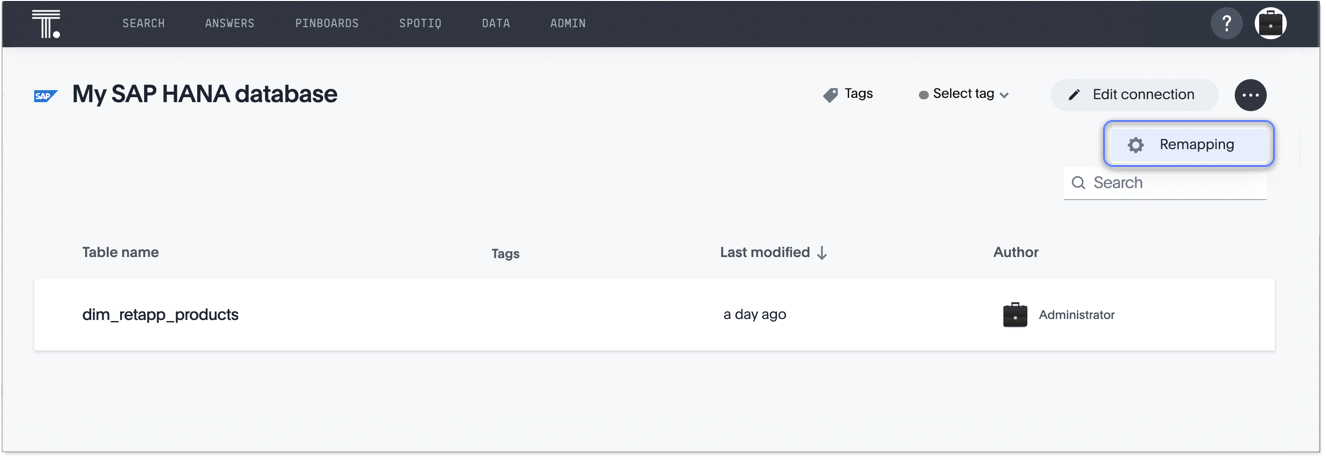 SEARCH ANSWERS PINBOARDS SPOTIQ DATA ADMIN ?
SAP My SAP HANA database Tags Select tag Edit connection
Remapping
Search
Table name Tags Last modified Author
dim_retapp_products a day ago Administrator